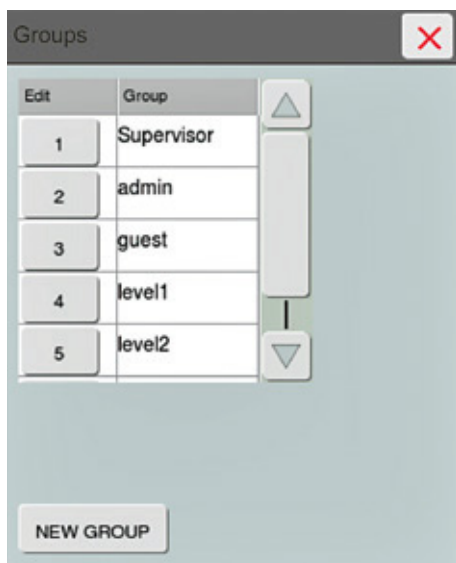 Groups
Edit Group
1 Supervisor
2 admin
3 guest
4 level1
5 level2
NEW GROUP